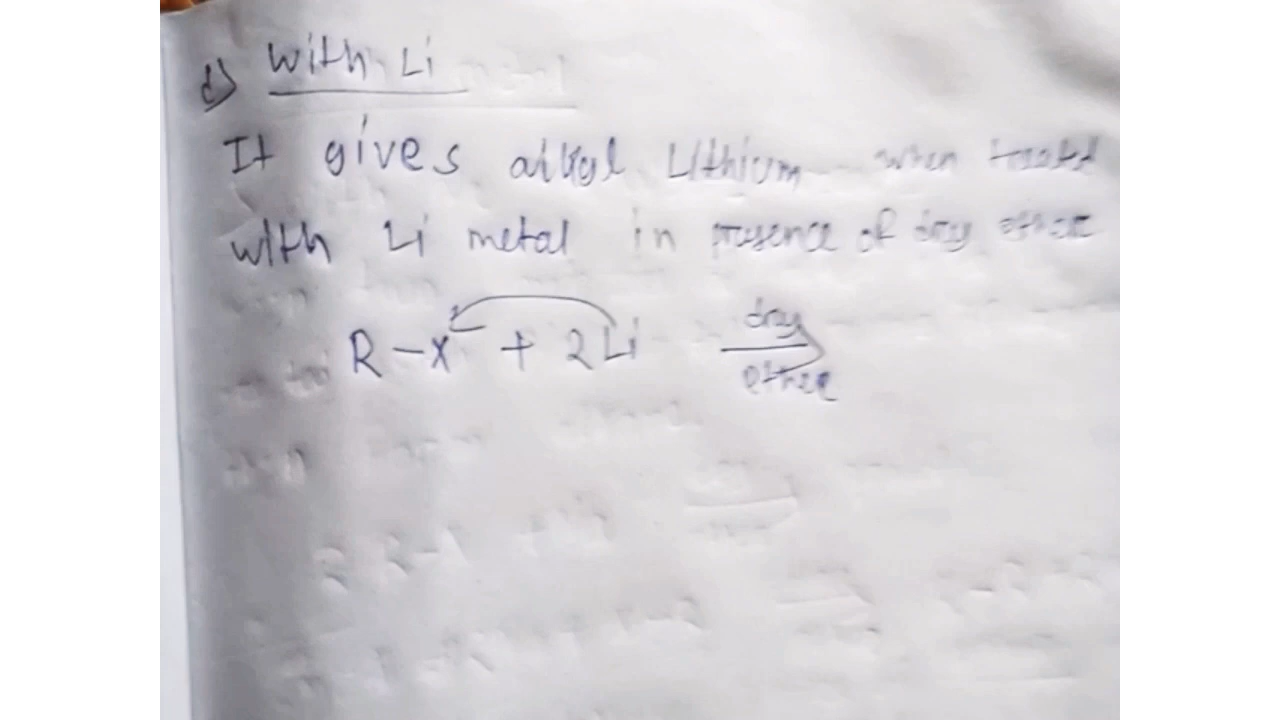 d) with Li
It gives alkyl Lithium when treated
with Li metal in presence of dry ether
R-X + 2Li dry
ether